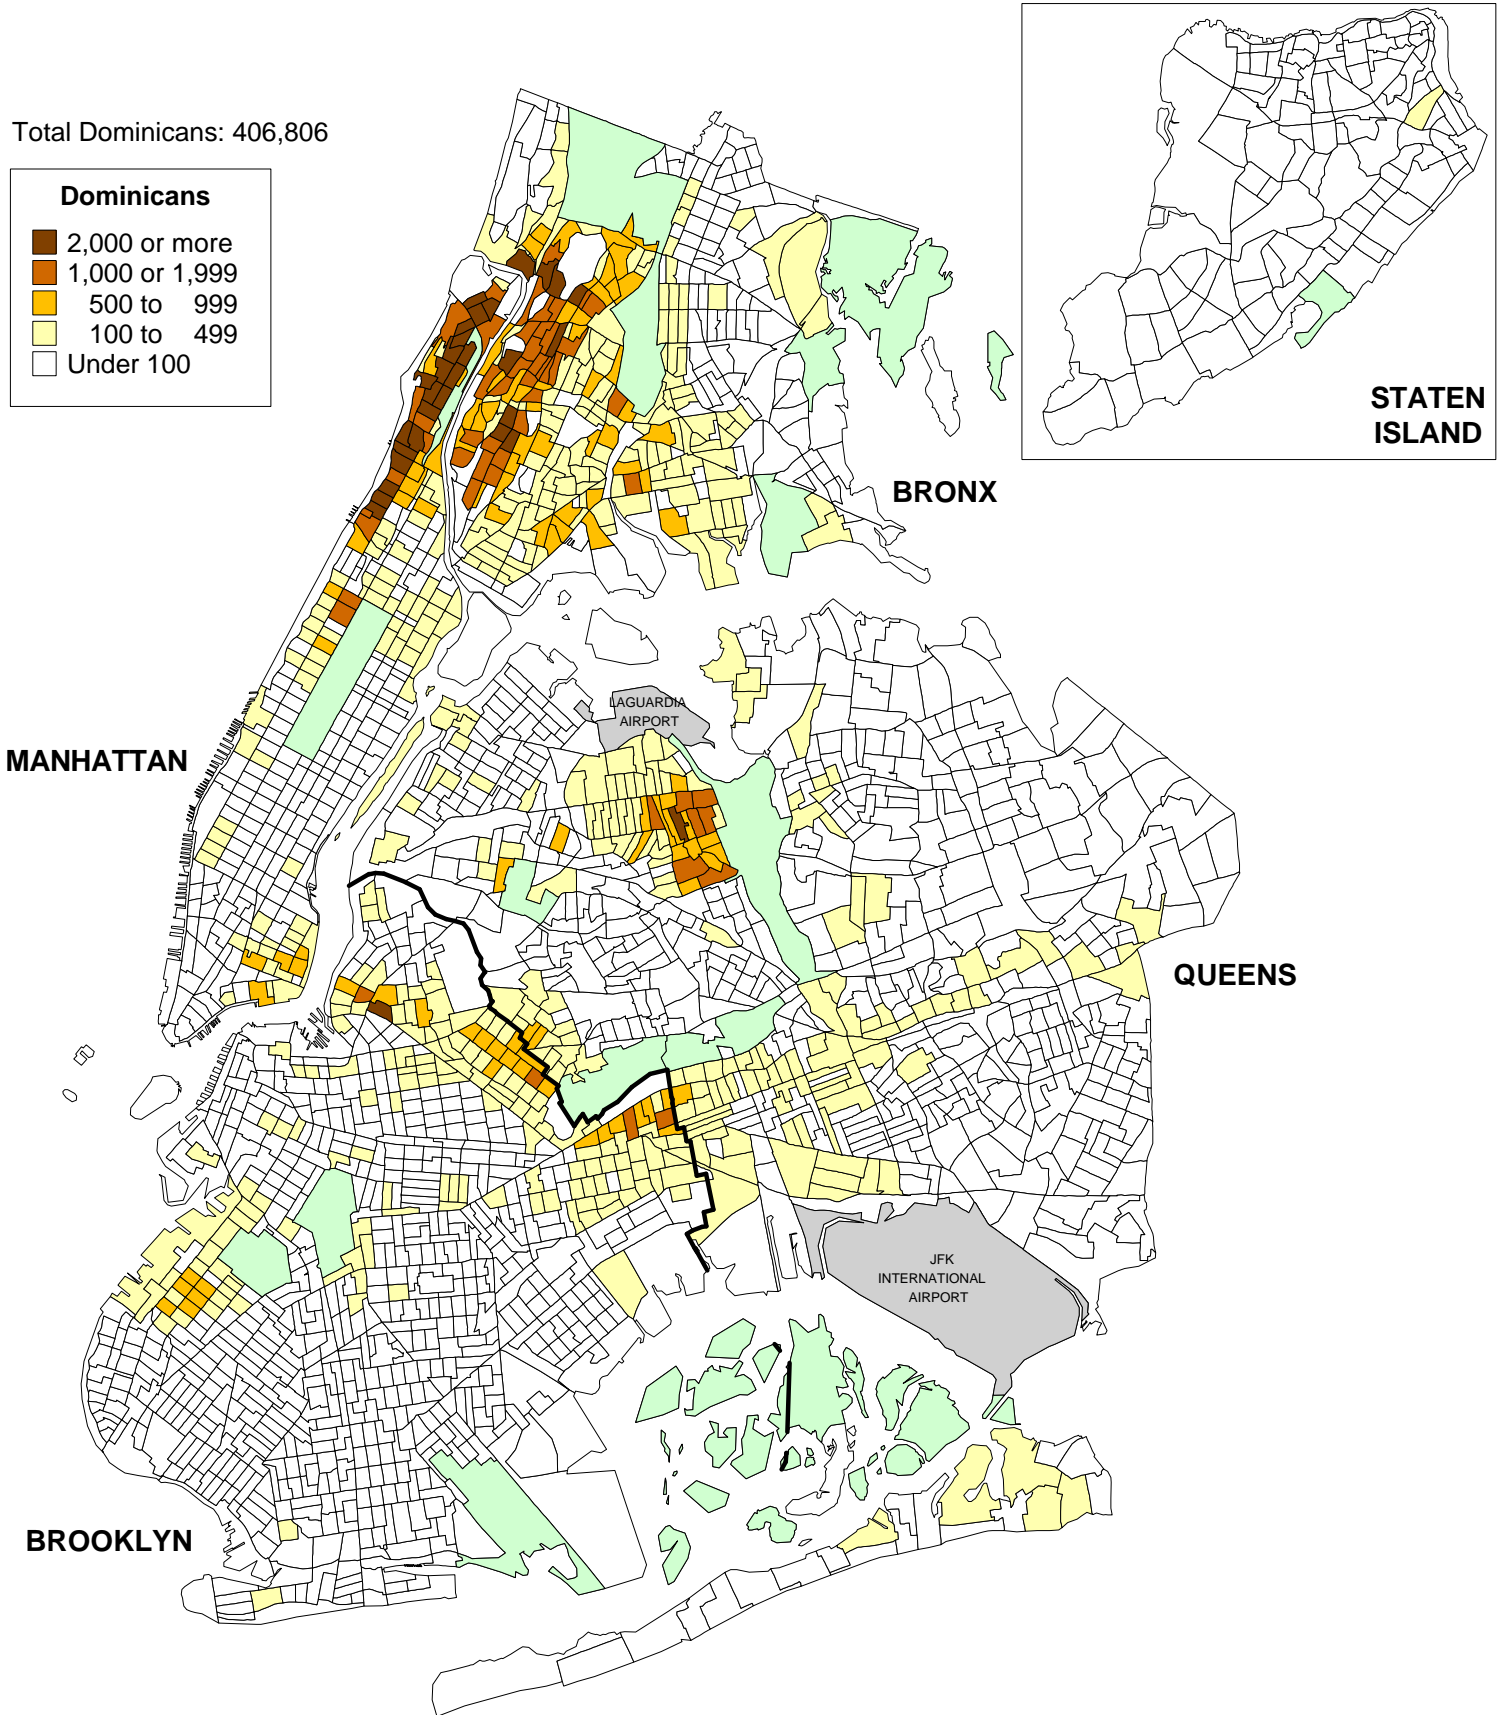 Total Dominicans: 406,806
Dominicans
2,000 or more
1,000 or 1,999
500 to 999
100 to 499
Under 100
STATEN
ISLAND
BRONX
LAGUARDIA
AIRPORT
MANHATTAN
QUEENS
JFK
INTERNATIONAL
AIRPORT
BROOKLYN